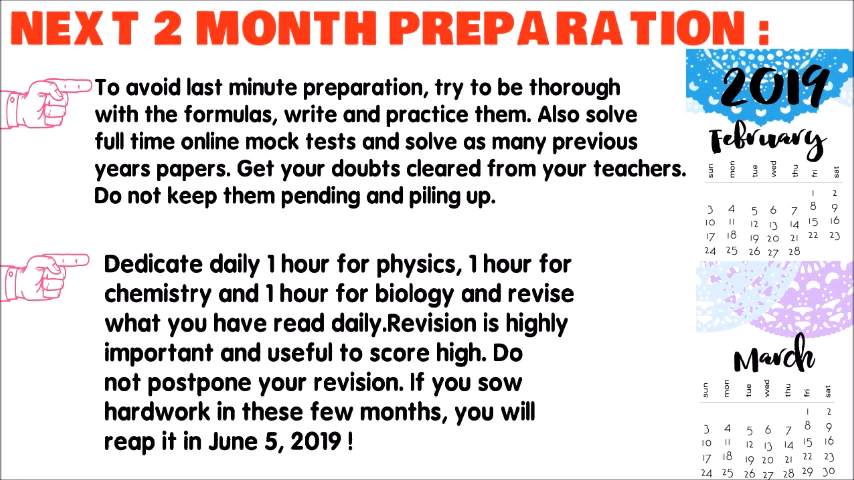 NEXT 2 MONTH PREPARATION :
To avoid last minute preparation, try to be thorough
with the formulas, write and practice them. Also solve
full time online mock tests and solve as many previous
years papers. Get your doubts cleared from your teachers.
Do not keep them pending and piling up.
Dedicate daily 1 hour for physics, 1 hour for
chemistry and 1 hour for biology and revise
what you have read daily.Revision is highly
important and useful to score high. Do
not postpone your revision. If you sow
hardwork in these few months, you will
reap it in June 5, 2019 !
2019
February
sun mon tue wed thu fri sat
1 2
3 4 5 6 7 8 9
10 11 12 13 14 15 16
17 18 19 20 21 22 23
24 25 26 27 28
March
sun mon tue wed thu fri sat
1 2
3 4 5 6 7 8 9
10 11 12 13 14 15 16
17 18 19 20 21 22 23
24 25 26 27 28 29 30